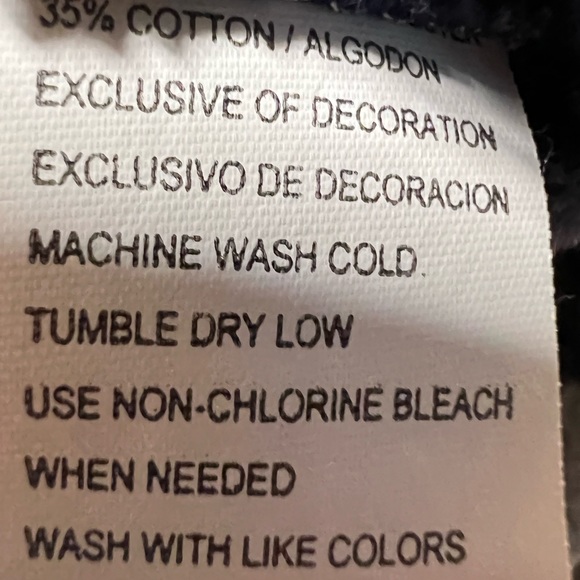 35% COTTON / ALGODON
EXCLUSIVE OF DECORATION
EXCLUSIVO DE DECORACION
MACHINE WASH COLD.
TUMBLE DRY LOW
USE NON-CHLORINE BLEACH
WHEN NEEDED
WASH WITH LIKE COLORS